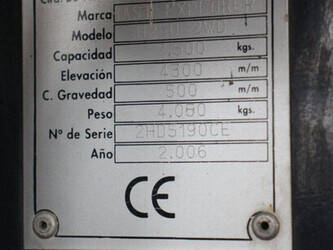 Marca
Modelo
Capacidad 1500 kgs.
Elevación 4300 m/m
C. Gravedad 500 m/m
Peso 4.080 kgs.
Nº de Serie 2HD5190CE
Año 2.006
CE